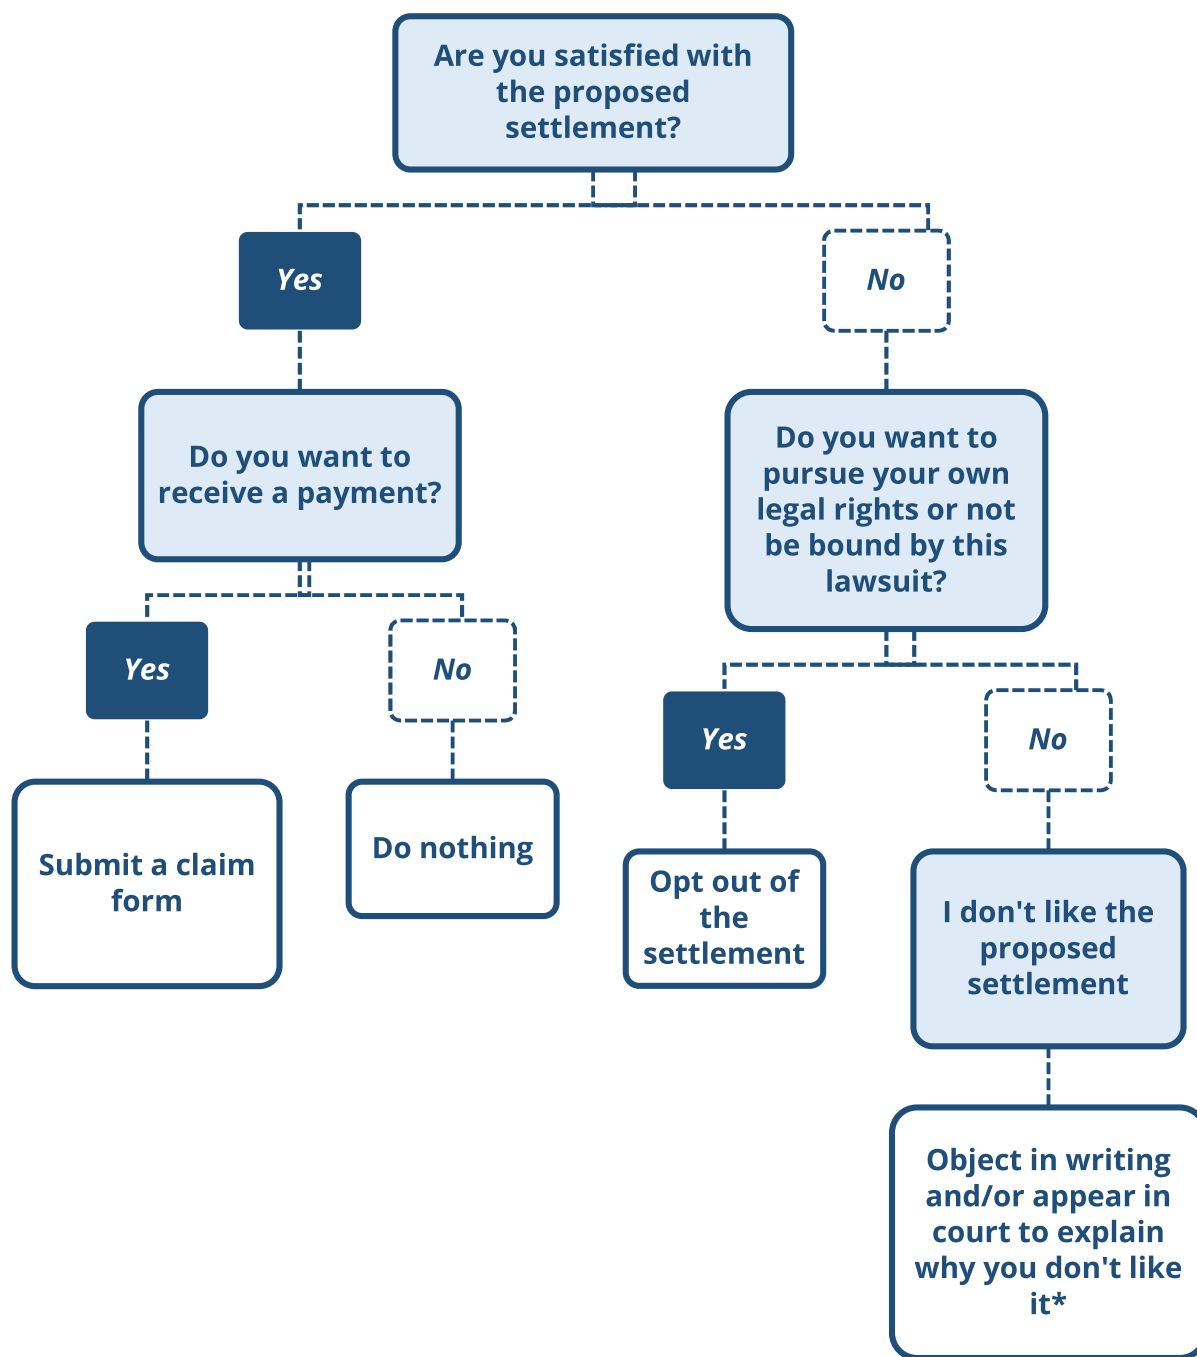 Are you satisfied with
the proposed
settlement?
Yes
No
Do you want to
receive a payment?
Do you want to
pursue your own
legal rights or not
be bound by this
lawsuit?
Yes
No
Yes
No
Submit a claim
form
Do nothing
Opt out of
the
settlement
I don't like the
proposed
settlement
Object in writing
and/or appear in
court to explain
why you don't like
it*